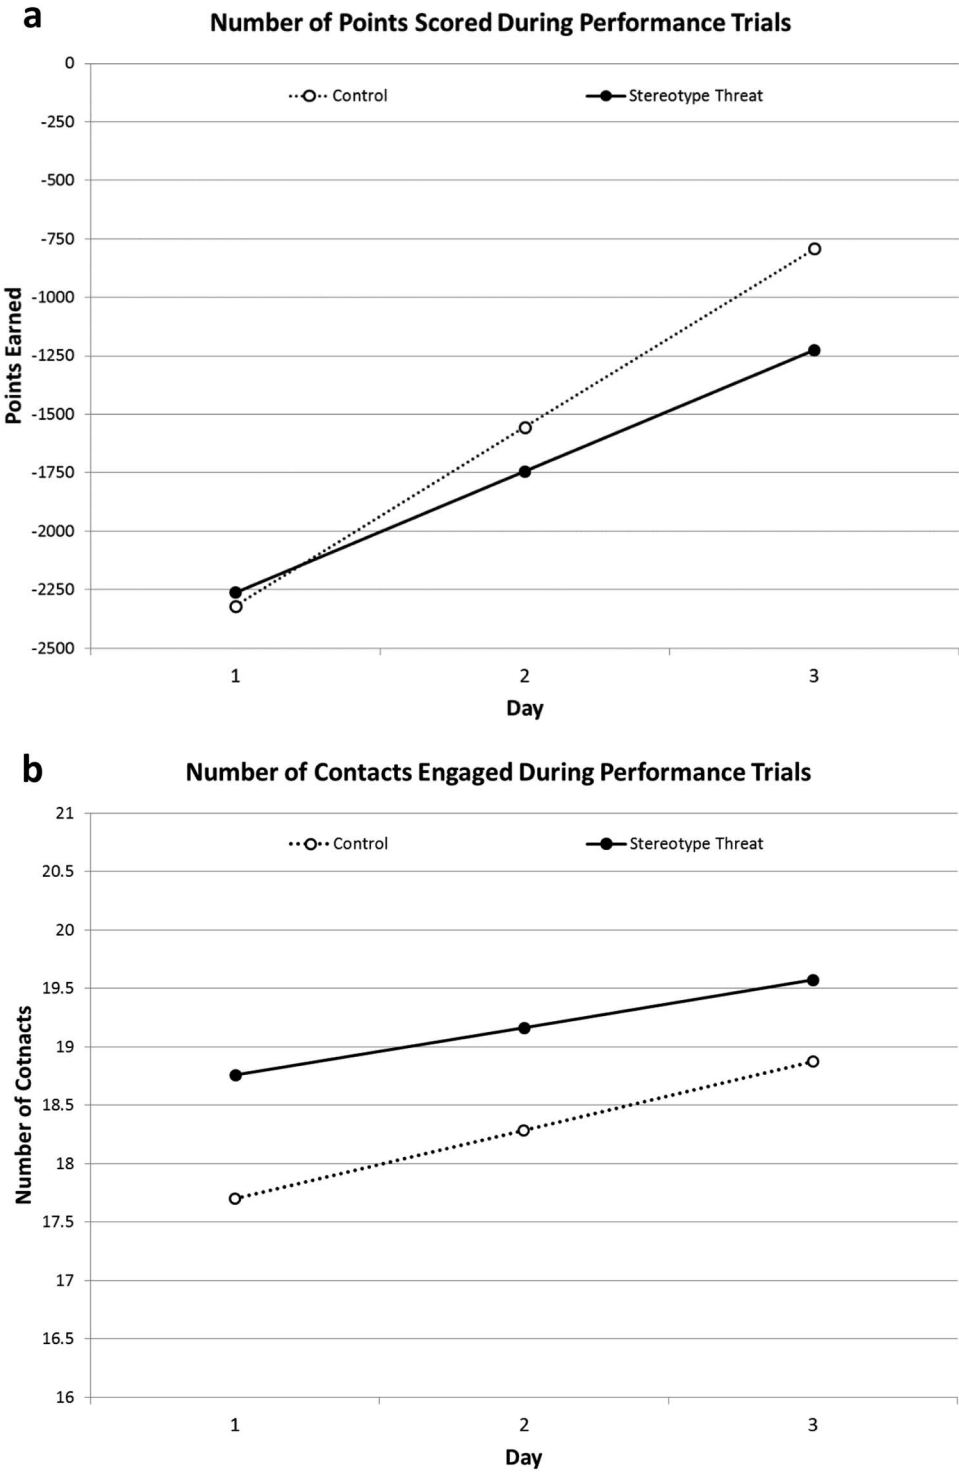 a
Number of Points Scored During Performance Trials
0
Control
Stereotype Threat
-250
-500
-750
-1000
-1250
-1500
-1750
-2000
-2250
-2500
Points Earned
1
2
3
Day
b
Number of Contacts Engaged During Performance Trials
21
Control
Stereotype Threat
20.5
20
19.5
19
18.5
18
17.5
17
16.5
16
Number of Cotnacts
1
2
3
Day